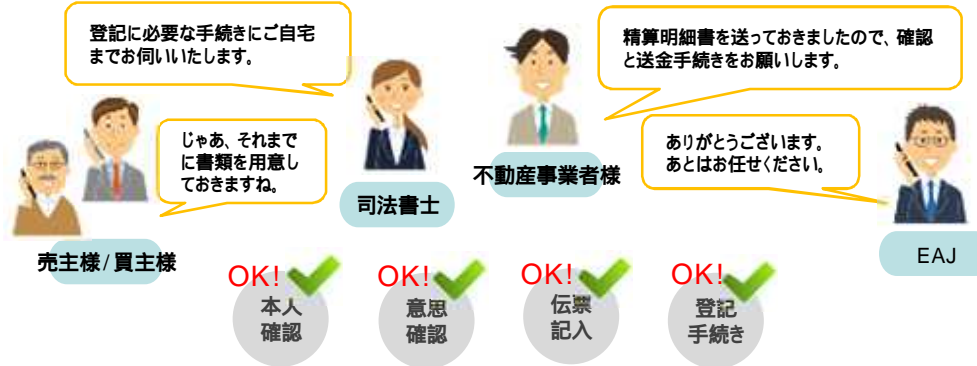 登記に必要な手続きにご自宅
までお伺いいたします。
じゃあ、それまで
に書類を用意し
ておきますね。
司法書士
売主様/買主様
精算明細書を送っておきましたので、確認
と送金手続きをお願いします。
ありがとうございます。
あとはお任せください。
不動産事業者様
EAJ
OK!
本人
確認
OK!
意思
確認
OK!
伝票
記入
OK!
登記
手続き